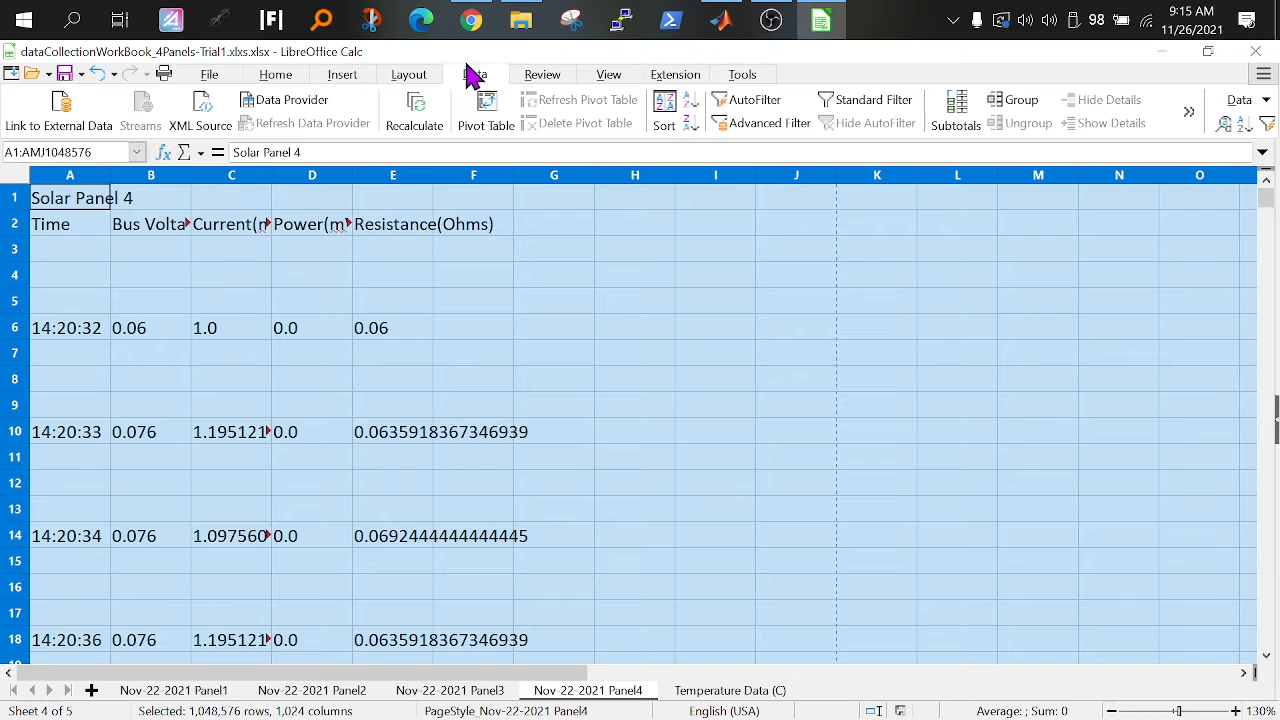 |F|
98
9:15 AM
11/26/2021
dataCollectionWorkBook_4Panels-Trial1.xlxs.xlsx - LibreOffice Calc
File Home Insert Layout Data Review View Extension Tools
Link to External Data
Streams
XML Source
Data Provider
Refresh Data Provider
Recalculate
Pivot Table
Refresh Pivot Table
Delete Pivot Table
Sort
AutoFilter
Advanced Filter
Standard Filter
Hide AutoFilter
Subtotals
Group
Ungroup
Hide Details
Show Details
Data
A1:AMJ1048576
Solar Panel 4
A B C D E F G H I J K L M N O
1 Solar Panel 4
2 Time Bus Volta Current(m Power(m Resistance(Ohms)
3
4
5
6 14:20:32 0.06 1.0 0.0 0.06
7
8
9
10 14:20:33 0.076 1.195121 0.0 0.0635918367346939
11
12
13
14 14:20:34 0.076 1.097560 0.0 0.0692444444444445
15
16
17
18 14:20:36 0.076 1.195121 0.0 0.0635918367346939
Nov-22-2021 Panel1 Nov-22-2021 Panel2 Nov-22-2021 Panel3 Nov-22-2021 Panel4 Temperature Data (C)
Sheet 4 of 5
Selected: 1,048,576 rows, 1,024 columns
PageStyle_Nov-22-2021 Panel4
English (USA)
Average: ; Sum: 0
130%